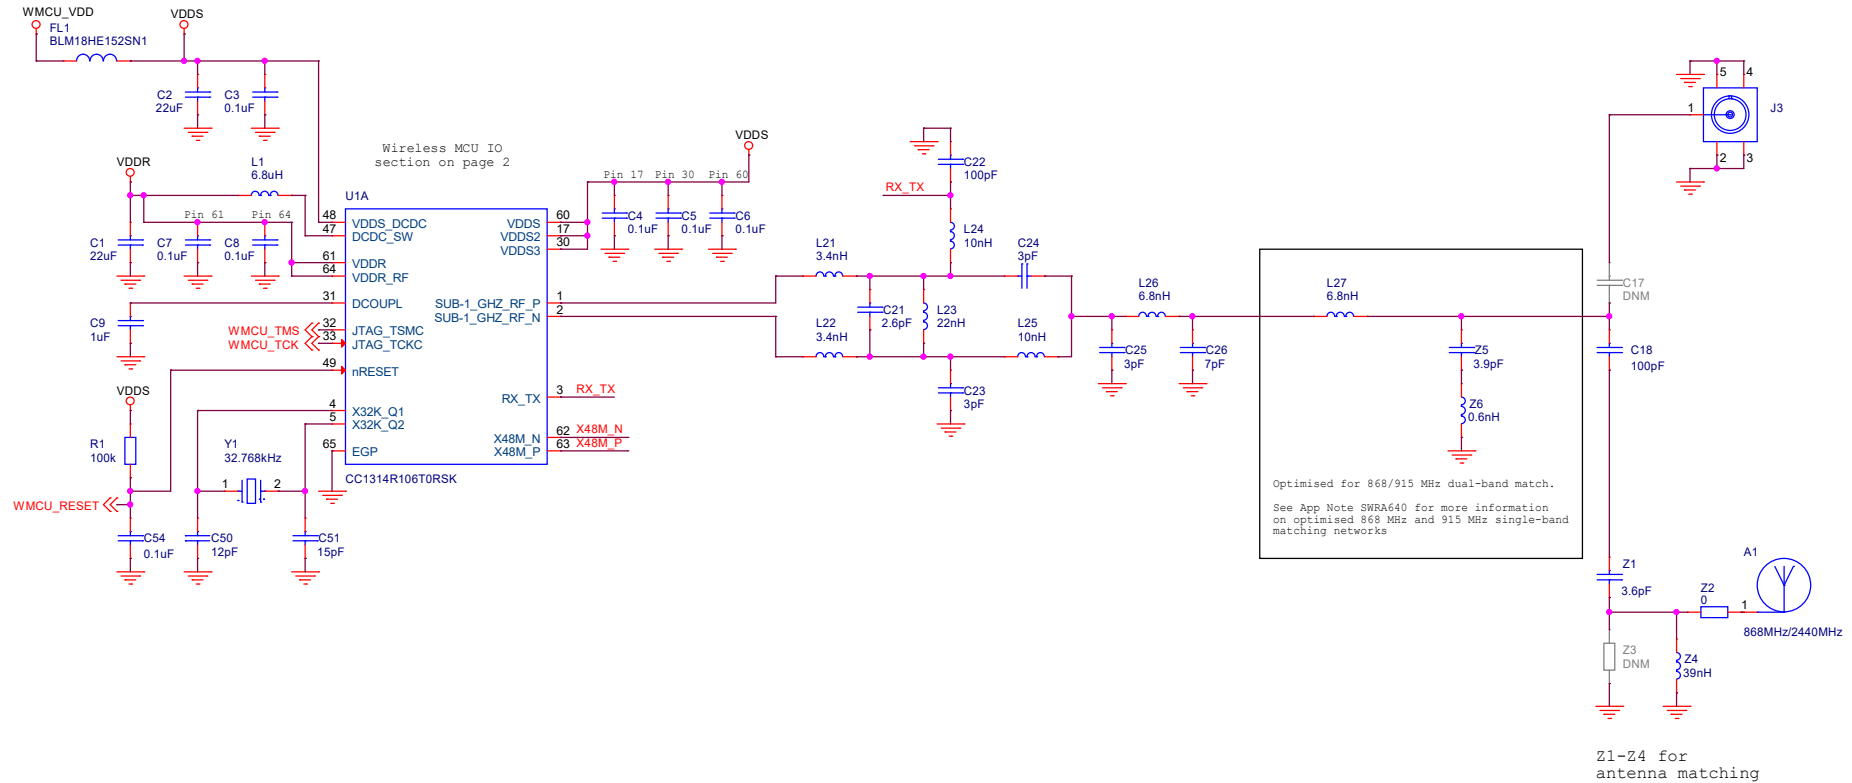 WMCU_VDD
VDDS
FL1
BLM18HE152SN1
C2
22uF
C3
0.1uF
VDDR
L1
6.8uH
Pin 61
Pin 64
C1
22uF
C7
0.1uF
C8
0.1uF
C9
1uF
WMCU_TMS
WMCU_TCK
VDDS
R1
100k
WMCU_RESET
C54
0.1uF
Y1
32.768kHz
1
2
C50
12pF
C51
15pF
Wireless MCU IO
section on page 2
U1A
48
VDDS_DCDC
47
DCDC_SW
61
VDDR
64
VDDR_RF
31
DCOUPL
32
JTAG_TSMC
33
JTAG_TCKC
49
nRESET
4
X32K_Q1
5
X32K_Q2
65
EGP
VDDS
60
VDDS2
17
VDDS3
30
SUB-1_GHZ_RF_P
1
SUB-1_GHZ_RF_N
2
RX_TX
3
RX_TX
X48M_N
62
X48M_N
X48M_P
63
X48M_P
CC1314R106T0RSK
VDDS
Pin 17
Pin 30
Pin 60
C4
0.1uF
C5
0.1uF
C6
0.1uF
C22
100pF
RX_TX
L24
10nH
L21
3.4nH
C24
3pF
C21
2.6pF
L23
22nH
L22
3.4nH
L25
10nH
C23
3pF
L26
6.8nH
C25
3pF
C26
7pF
L27
6.8nH
Z5
3.9pF
Z6
0.6nH
Optimised for 868/915 MHz dual-band match.
See App Note SWRA640 for more information
on optimised 868 MHz and 915 MHz single-band
matching networks
5
4
1
J3
2
3
C17
DNM
C18
100pF
Z1
3.6pF
Z2
0
1
A1
868MHz/2440MHz
Z3
DNM
Z4
39nH
Z1-Z4 for
antenna matching